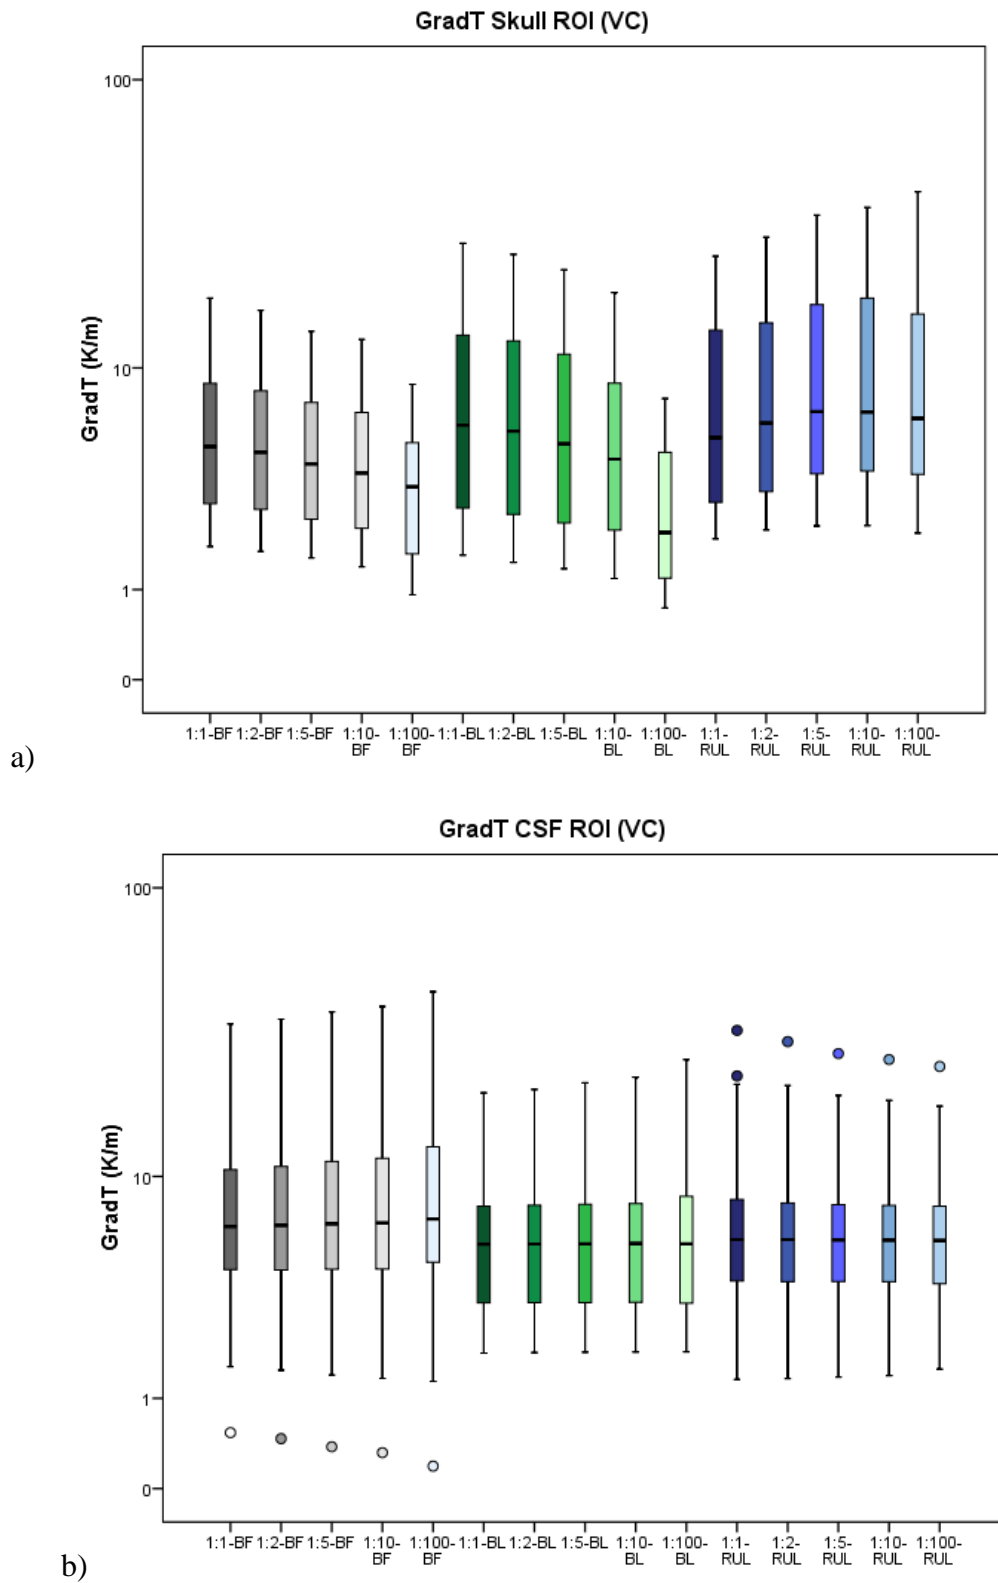 GradT Skull ROI (VC)
100
10
1
0
GradT (K/m)
1:1-BF 1:2-BF 1:5-BF 1:10-BF 1:100-BF 1:1-BL 1:2-BL 1:5-BL 1:10-BL 1:100-BL 1:1-RUL 1:2-RUL 1:5-RUL 1:10-RUL 1:100-RUL
a)
GradT CSF ROI (VC)
100
10
1
0
GradT (K/m)
1:1-BF 1:2-BF 1:5-BF 1:10-BF 1:100-BF 1:1-BL 1:2-BL 1:5-BL 1:10-BL 1:100-BL 1:1-RUL 1:2-RUL 1:5-RUL 1:10-RUL 1:100-RUL
b)